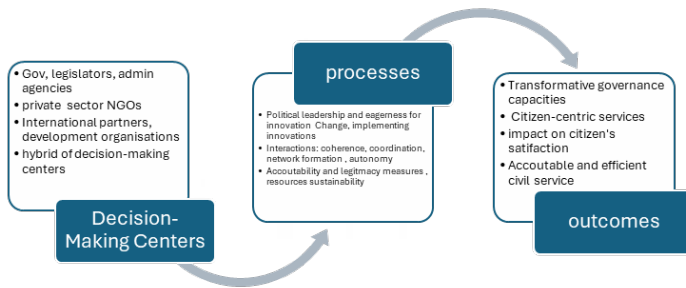 • Gov, legislators, admin
agencies
• private sector NGOs
• International partners,
development organisations
• hybrid of decision-making
centers
Decision-
Making Centers
processes
• Political leadership and eagerness for
innovation Change, implementing
innovations
• Interactions: coherence, coordination,
network formation , autonomy
• Accoutability and legitmacy measures ,
resources sustainability
• Transformative governance
capacities
• Citizen-centric services
• impact on citizen's
satifaction
• Accoutable and efficient
civil service
outcomes